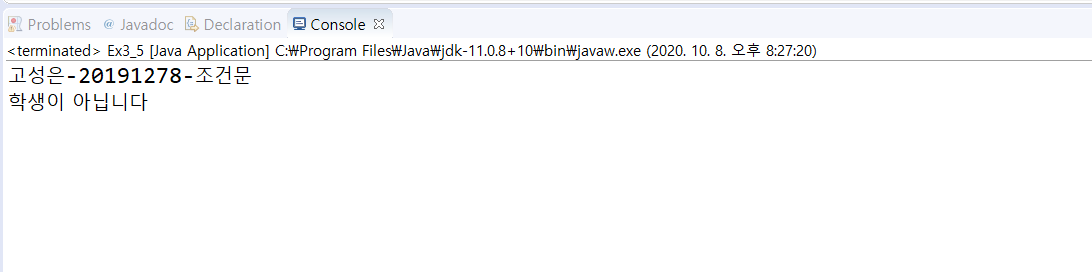 Problems @ Javadoc Declaration Console
<terminated> Ex3_5 [Java Application] C:₩Program Files₩Java₩jdk-11.0.8+10₩bin₩javaw.exe (2020. 10. 8. 오후 8:27:20)
고성은-20191278-조건문
학생이 아닙니다